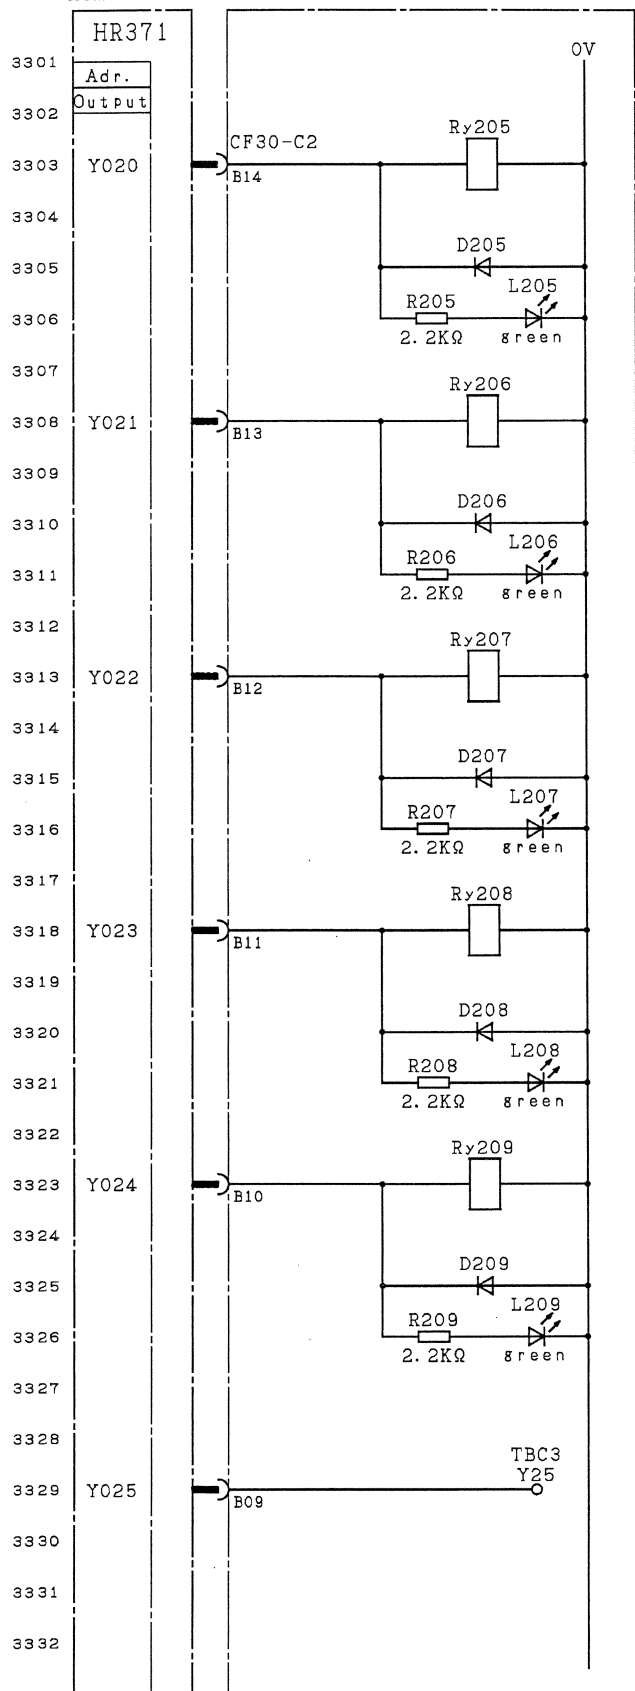 HR371
0V
3301
Adr.
Output
3302
Ry205
CF30-C2
3303 Y020 B14
3304
D205
3305
L205
R205
3306
2.2KΩ green
3307
Ry206
3308 Y021 B13
3309
D206
3310
L206
R206
3311
2.2KΩ green
3312
Ry207
3313 Y022 B12
3314
D207
3315
L207
R207
3316
2.2KΩ green
3317
Ry208
3318 Y023 B11
3319
D208
3320
L208
R208
3321
2.2KΩ green
3322
Ry209
3323 Y024 B10
3324
D209
3325
L209
R209
3326
2.2KΩ green
3327
3328
TBC3
Y25
3329 Y025 B09
3330
3331
3332